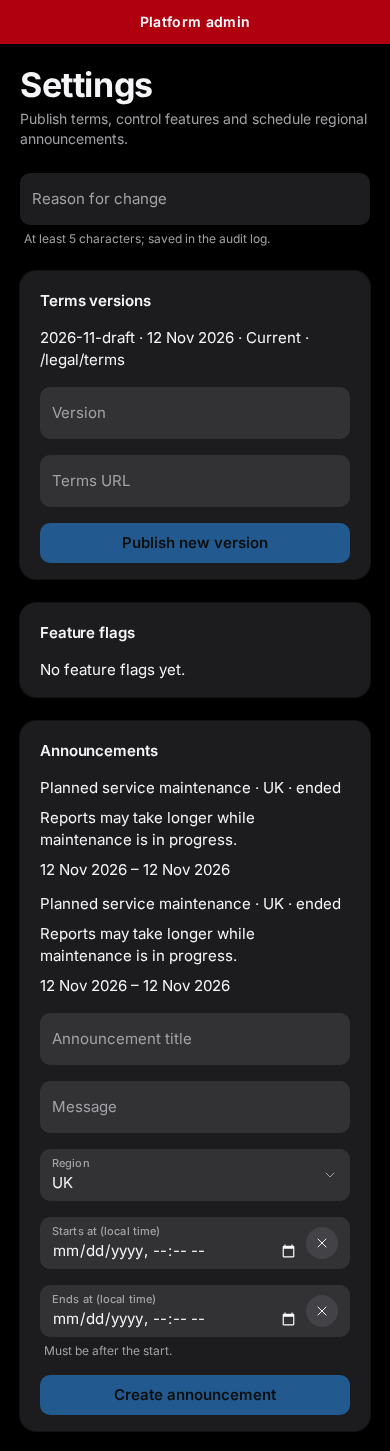 Platform admin
Settings
Publish terms, control features and schedule regional
announcements.
Reason for change
At least 5 characters; saved in the audit log.
Terms versions
2026-11-draft · 12 Nov 2026 · Current ·
/legal/terms
Version
Terms URL
Publish new version
Feature flags
No feature flags yet.
Announcements
Planned service maintenance · UK · ended
Reports may take longer while
maintenance is in progress.
12 Nov 2026 – 12 Nov 2026
Planned service maintenance · UK · ended
Reports may take longer while
maintenance is in progress.
12 Nov 2026 – 12 Nov 2026
Announcement title
Message
Region
UK
Starts at (local time)
mm/dd/yyyy, --:-- --
Ends at (local time)
mm/dd/yyyy, --:-- --
Must be after the start.
Create announcement